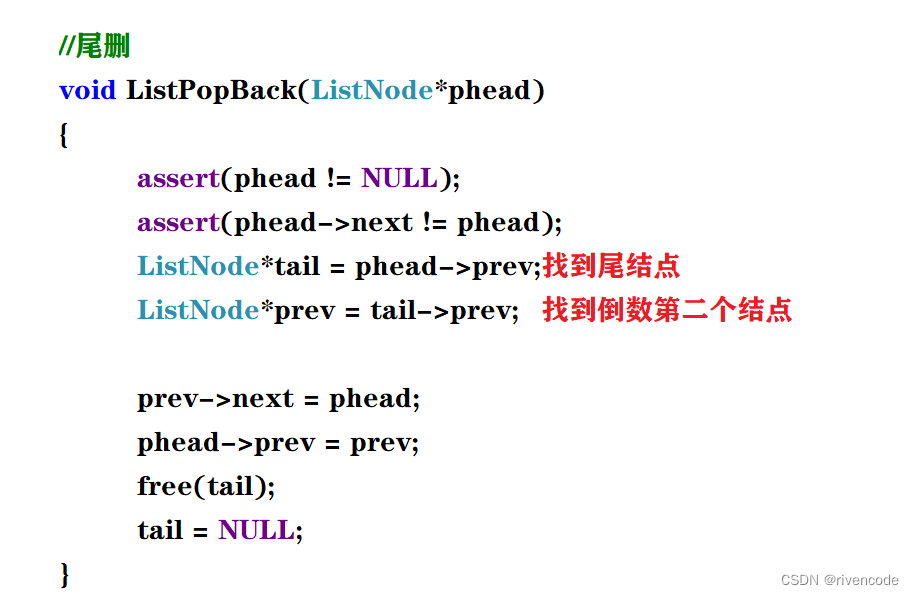 //尾删
void ListPopBack(ListNode*phead)
{
assert(phead != NULL);
assert(phead->next != phead);
ListNode*tail = phead->prev;找到尾结点
ListNode*prev = tail->prev; 找到倒数第二个结点
prev->next = phead;
phead->prev = prev;
free(tail);
tail = NULL;
}
CSDN @rivencode